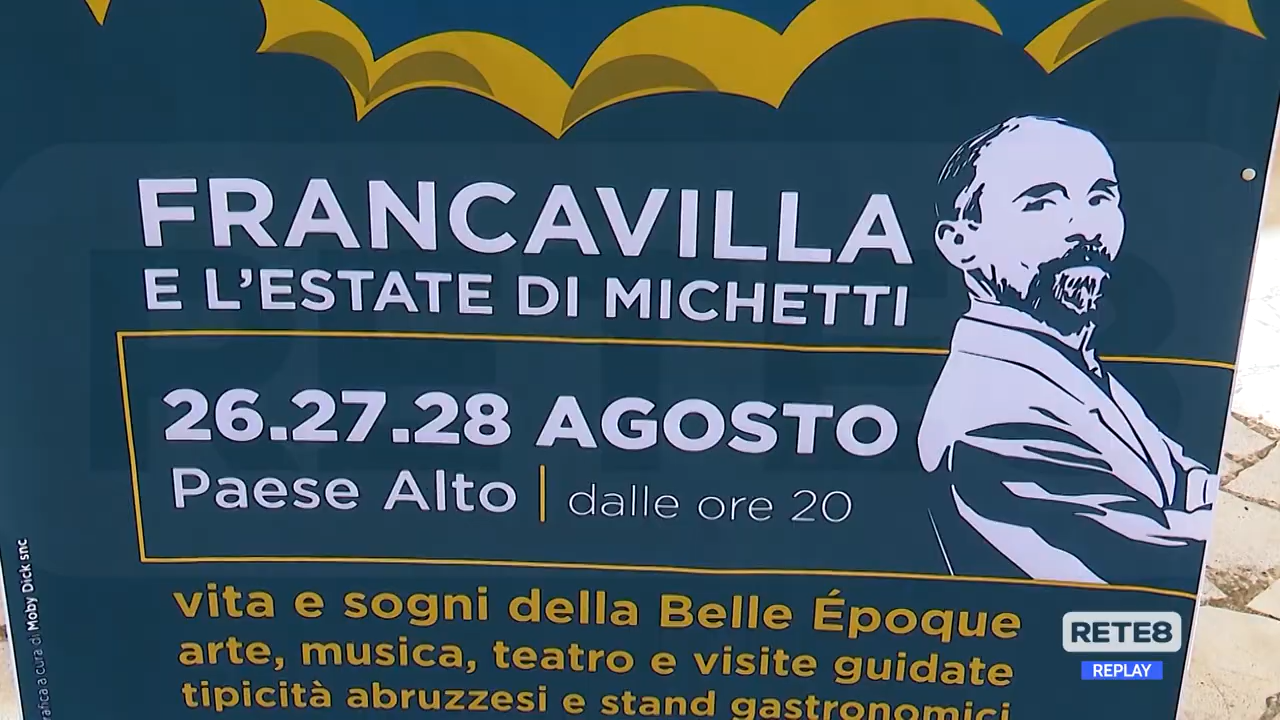 FRANCAVILLA
E L'ESTATE DI MICHETTI
26.27.28 AGOSTO
Paese Alto | dalle ore 20
vita e sogni della Belle Époque
arte, musica, teatro e visite guidate
tipicità abruzzesi e stand gastronomici
a cura di Moby Dick snc
RETE8
REPLAY